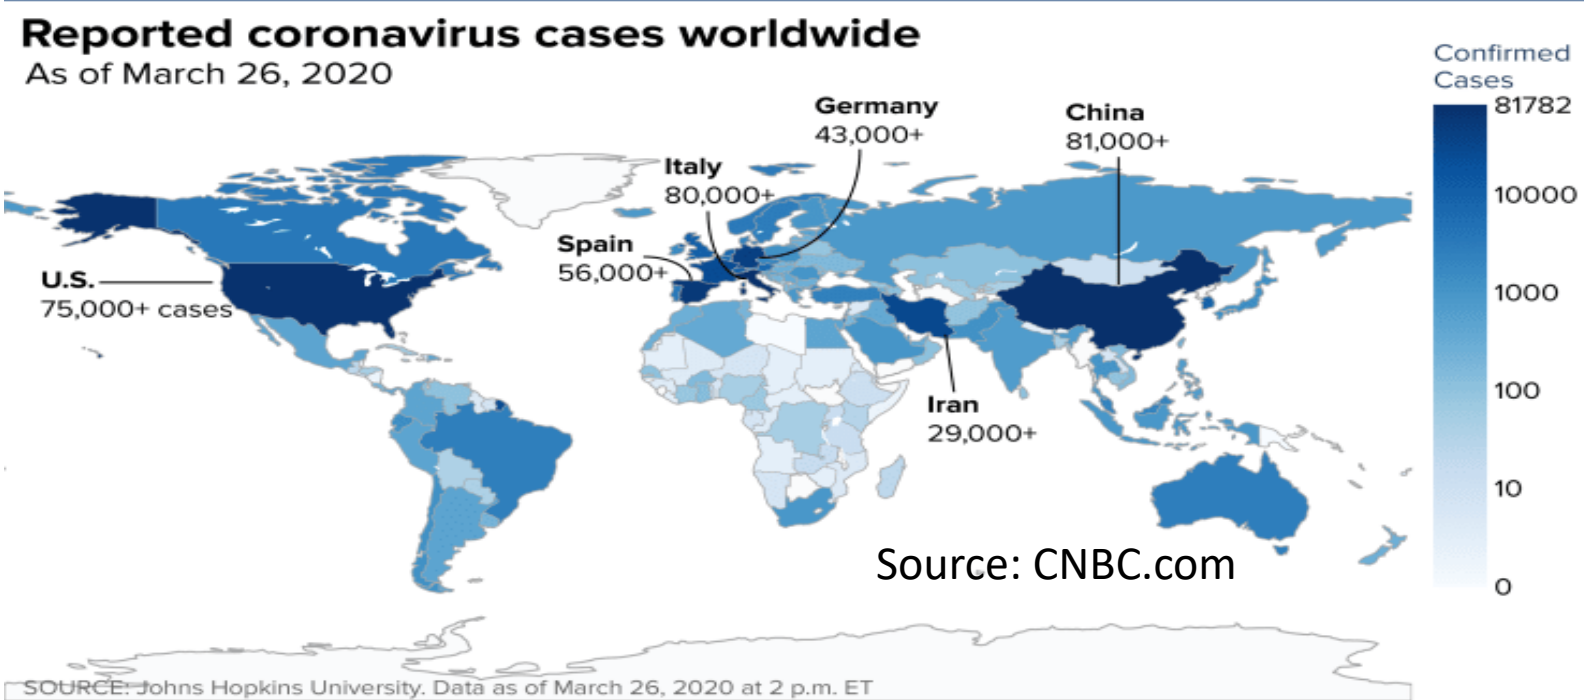 Reported coronavirus cases worldwide
As of March 26, 2020
Confirmed
Cases
81782
10000
1000
100
10
0
Germany
43,000+
China
81,000+
Italy
80,000+
Spain
56,000+
U.S.
75,000+ cases
Iran
29,000+
Source: CNBC.com
SOURCE: Johns Hopkins University. Data as of March 26, 2020 at 2 p.m. ET